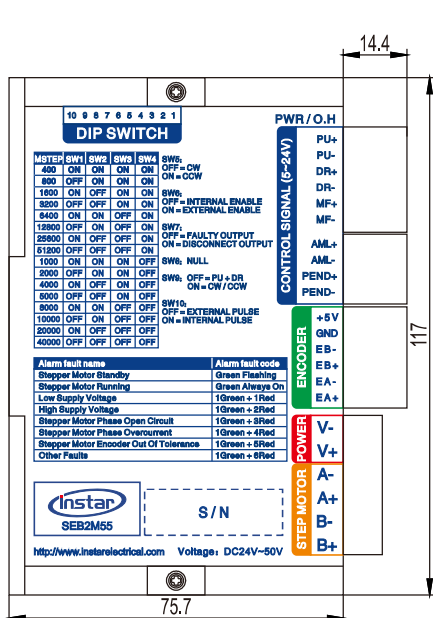 14.4
10 9 8 7 6 5 4 3 2 1
DIP SWITCH
PWR / O.H
MSTEP SW1 SW2 SW3 SW4
400 ON ON ON ON
800 OFF ON ON ON
1600 ON OFF ON ON
3200 OFF OFF ON ON
6400 ON ON OFF ON
12800 OFF ON OFF ON
25600 ON OFF OFF ON
51200 OFF OFF OFF ON
1000 ON ON ON OFF
2000 OFF ON ON OFF
4000 ON OFF ON OFF
5000 OFF OFF ON OFF
8000 ON ON OFF OFF
10000 OFF ON OFF OFF
20000 ON OFF OFF OFF
40000 OFF OFF OFF OFF
SW5:
OFF = CW
ON = CCW
SW6:
OFF = INTERNAL ENABLE
ON = EXTERNAL ENABLE
SW7:
OFF = FAULTY OUTPUT
ON = DISCONNECT OUTPUT
SW8: NULL
SW9: OFF = PU + DR
ON = CW / CCW
SW10:
OFF = EXTERNAL PULSE
ON = INTERNAL PULSE
CONTROL SIGNAL (5~24V)
PU+
PU-
DR+
DR-
MF+
MF-
AML+
AML-
PEND+
PEND-
ENCODER
+5V
GND
EB-
EB+
EA-
EA+
POWER
V-
V+
STEP MOTOR
A-
A+
B-
B+
117
Alarm fault name Alarm fault code
Stepper Motor Standby Green Flashing
Stepper Motor Running Green Always On
Low Supply Voltage 1Green + 1Red
High Supply Voltage 1Green + 2Red
Stepper Motor Phase Open Circuit 1Green + 3Red
Stepper Motor Phase Overcurrent 1Green + 4Red
Stepper Motor Encoder Out Of Tolerance 1Green + 5Red
Other Faults 1Green + 6Red
instar
SEB2M55
S / N
http://www.instarelectrical.com Voltage: DC24V~50V
75.7